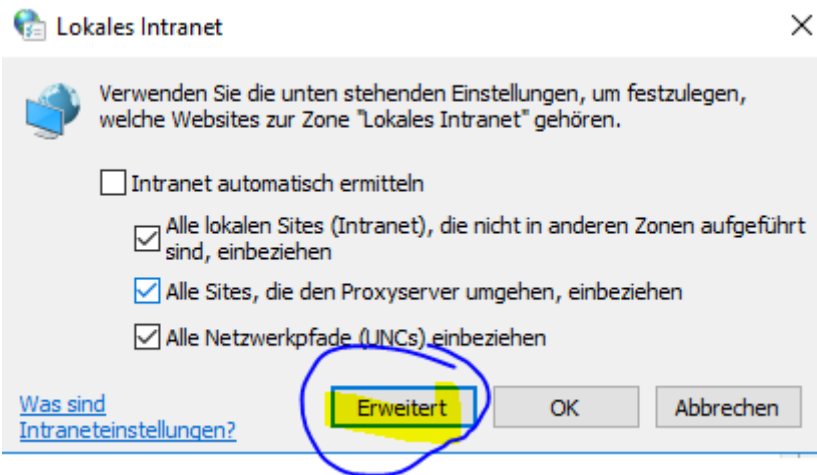 Lokales Intranet
Verwenden Sie die unten stehenden Einstellungen, um festzulegen,
welche Websites zur Zone "Lokales Intranet" gehören.
Intranet automatisch ermitteln
Alle lokalen Sites (Intranet), die nicht in anderen Zonen aufgeführt
sind, einbeziehen
Alle Sites, die den Proxyserver umgehen, einbeziehen
Alle Netzwerkpfade (UNCs) einbeziehen
Was sind
Intraneteinstellungen?
Erweitert
OK
Abbrechen